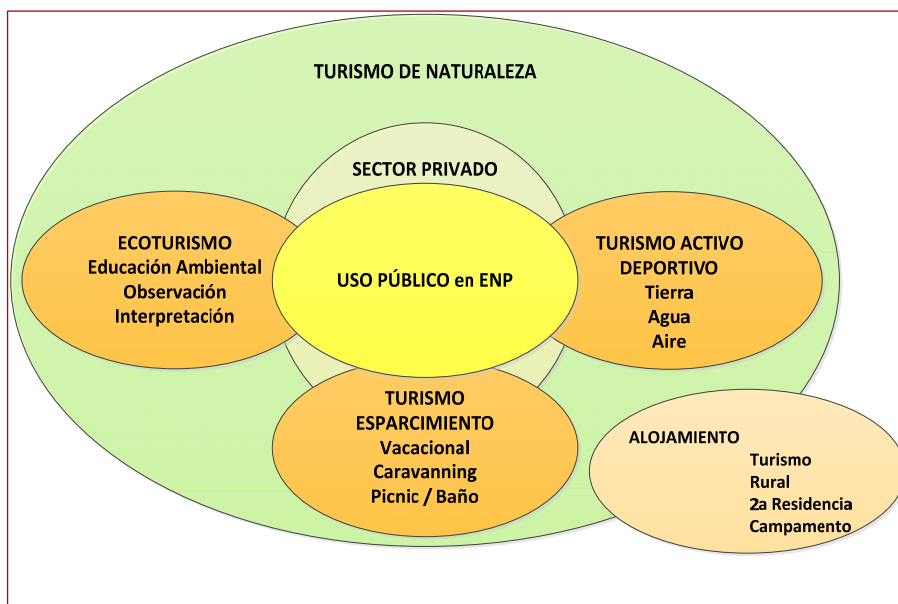 TURISMO DE NATURALEZA
SECTOR PRIVADO
ECOTURISMO
Educación Ambiental
Observación
Interpretación
USO PÚBLICO en ENP
TURISMO ACTIVO
DEPORTIVO
Tierra
Agua
Aire
TURISMO
ESPARCIMIENTO
Vacacional
Caravanning
Picnic / Baño
ALOJAMIENTO
Turismo
Rural
2a Residencia
Campamento